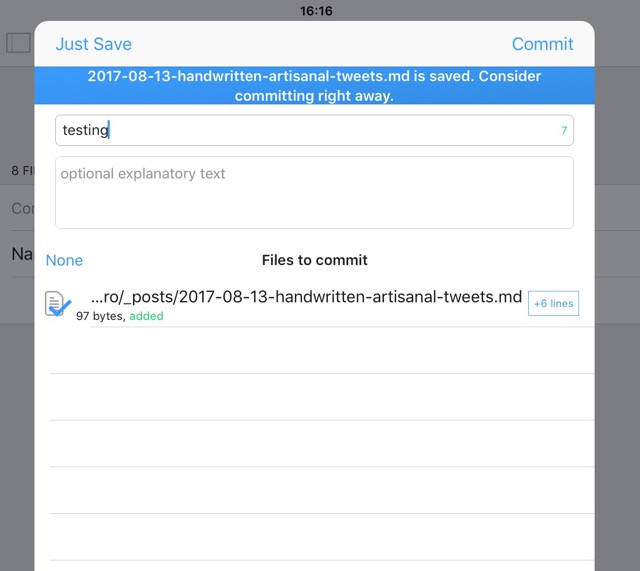 16:16
Just Save
Commit
2017-08-13-handwritten-artisanal-tweets.md is saved. Consider
committing right away.
testing
7
optional explanatory text
8 FI
Cor
Na
None
Files to commit
...ro/_posts/2017-08-13-handwritten-artisanal-tweets.md
+6 lines
97 bytes, added